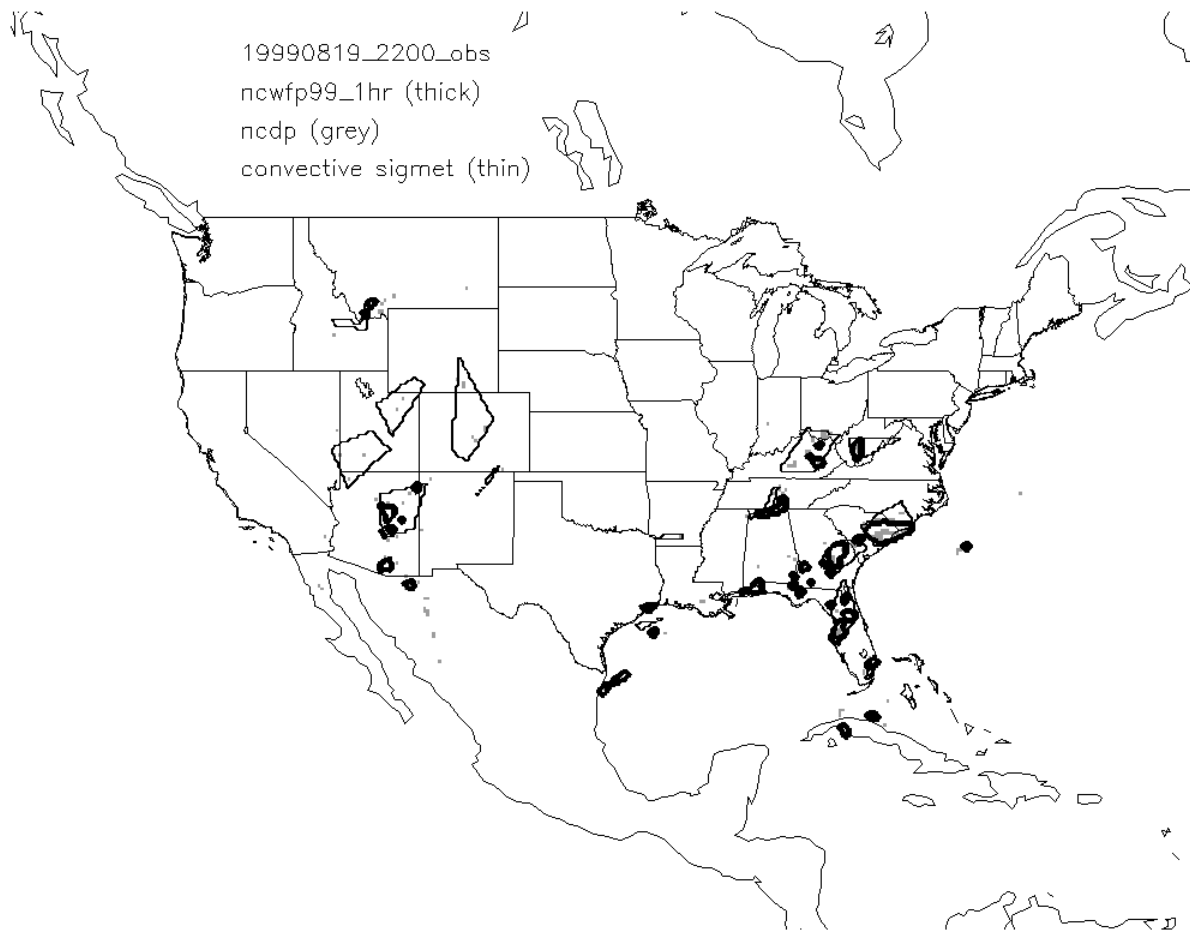 19990819_2200_obs
ncwfp99_1hr (thick)
ncdp (grey)
convective sigmet (thin)